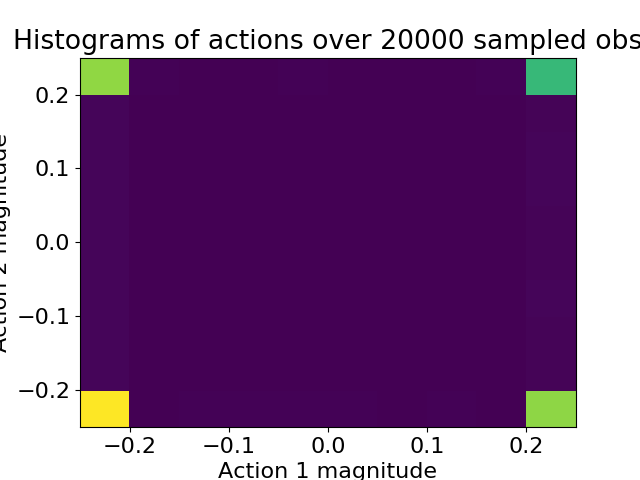 Histograms of actions over 20000 sampled obs
Action 2 magnitude
0.2
0.1
0.0
−0.1
−0.2
−0.2 −0.1 0.0 0.1 0.2
Action 1 magnitude